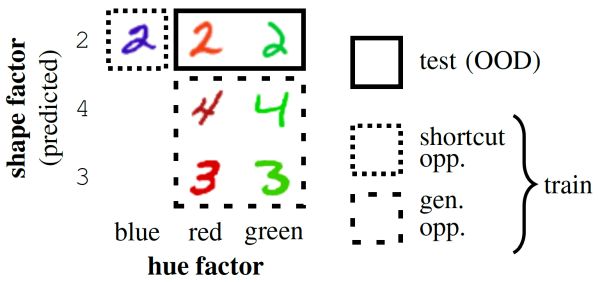 shape factor
(predicted)
2
4
3
2 2 2
4 4
3 3
blue red green
hue factor
test (OOD)
shortcut
opp.
gen.
opp.
train